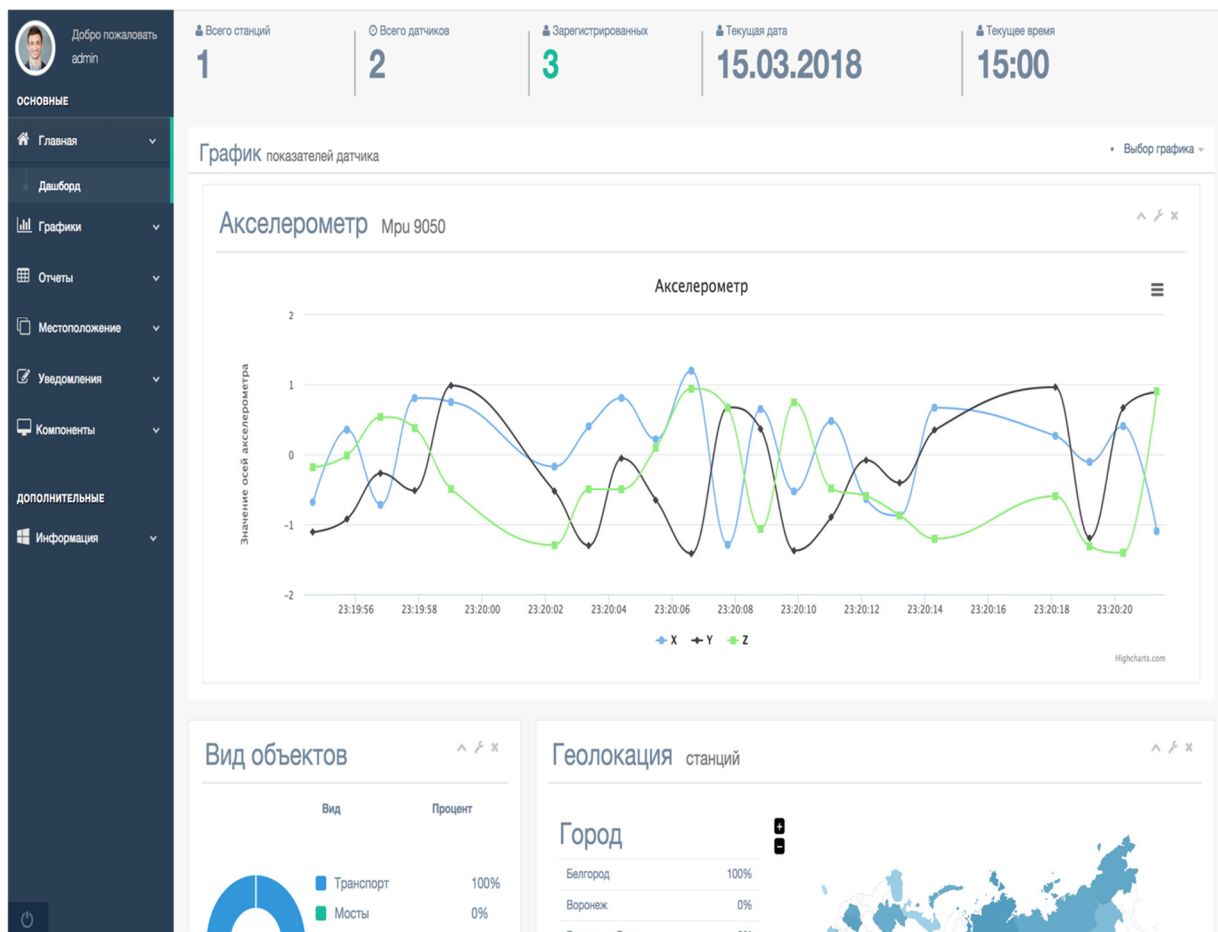 Добро пожаловать
admin
ОСНОВНЫЕ
Главная
Дашборд
Графики
Отчеты
Местоположение
Уведомления
Компоненты
ДОПОЛНИТЕЛЬНЫЕ
Информация
Всего станций
1
Всего датчиков
2
Зарегистрированных
3
Текущая дата
15.03.2018
Текущее время
15:00
График показателей датчика
Выбор графика
Акселерометр Mpu 9050
Акселерометр
Значение осей акселерометра
2
1
0
-1
-2
23:19:56 23:19:58 23:20:00 23:20:02 23:20:04 23:20:06 23:20:08 23:20:10 23:20:12 23:20:14 23:20:16 23:20:18 23:20:20
X Y Z
Highcharts.com
Вид объектов
Вид Процент
Транспорт 100%
Мосты 0%
Геолокация станций
Город
+
-
Белгород 100%
Воронеж 0%